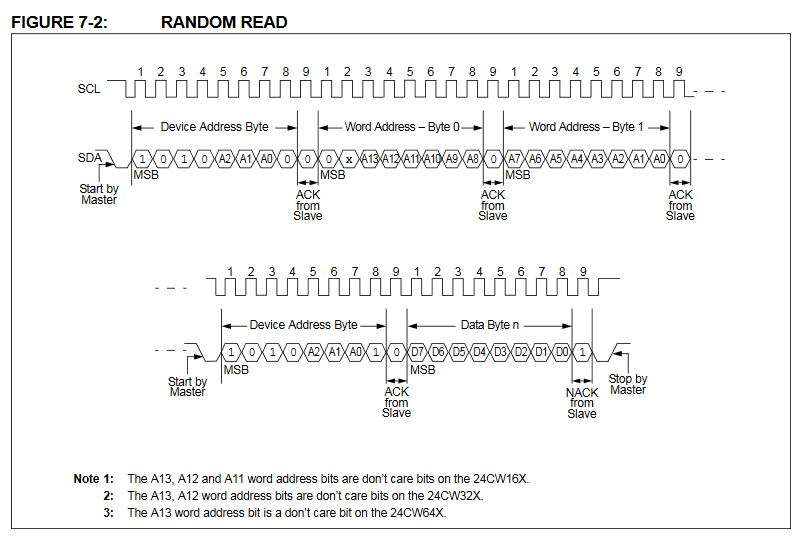 FIGURE 7-2: RANDOM READ
1 2 3 4 5 6 7 8 9 1 2 3 4 5 6 7 8 9 1 2 3 4 5 6 7 8 9
SCL
Device Address Byte Word Address – Byte 0 Word Address – Byte 1
SDA 1 0 1 0 A2 A1 A0 0 0 0 x A13 A12 A11 A10 A9 A8 0 A7 A6 A5 A4 A3 A2 A1 A0 0
MSB MSB MSB
Start by
Master
ACK
from
Slave
ACK
from
Slave
ACK
from
Slave
1 2 3 4 5 6 7 8 9 1 2 3 4 5 6 7 8 9
Device Address Byte Data Byte n
1 0 1 0 A2 A1 A0 1 0 D7 D6 D5 D4 D3 D2 D1 D0 1
MSB MSB
Start by
Master
ACK
from
Slave
NACK
from
Slave
Stop by
Master
Note 1: The A13, A12 and A11 word address bits are don’t care bits on the 24CW16X.
2: The A13, A12 word address bits are don’t care bits on the 24CW32X.
3: The A13 word address bit is a don’t care bit on the 24CW64X.